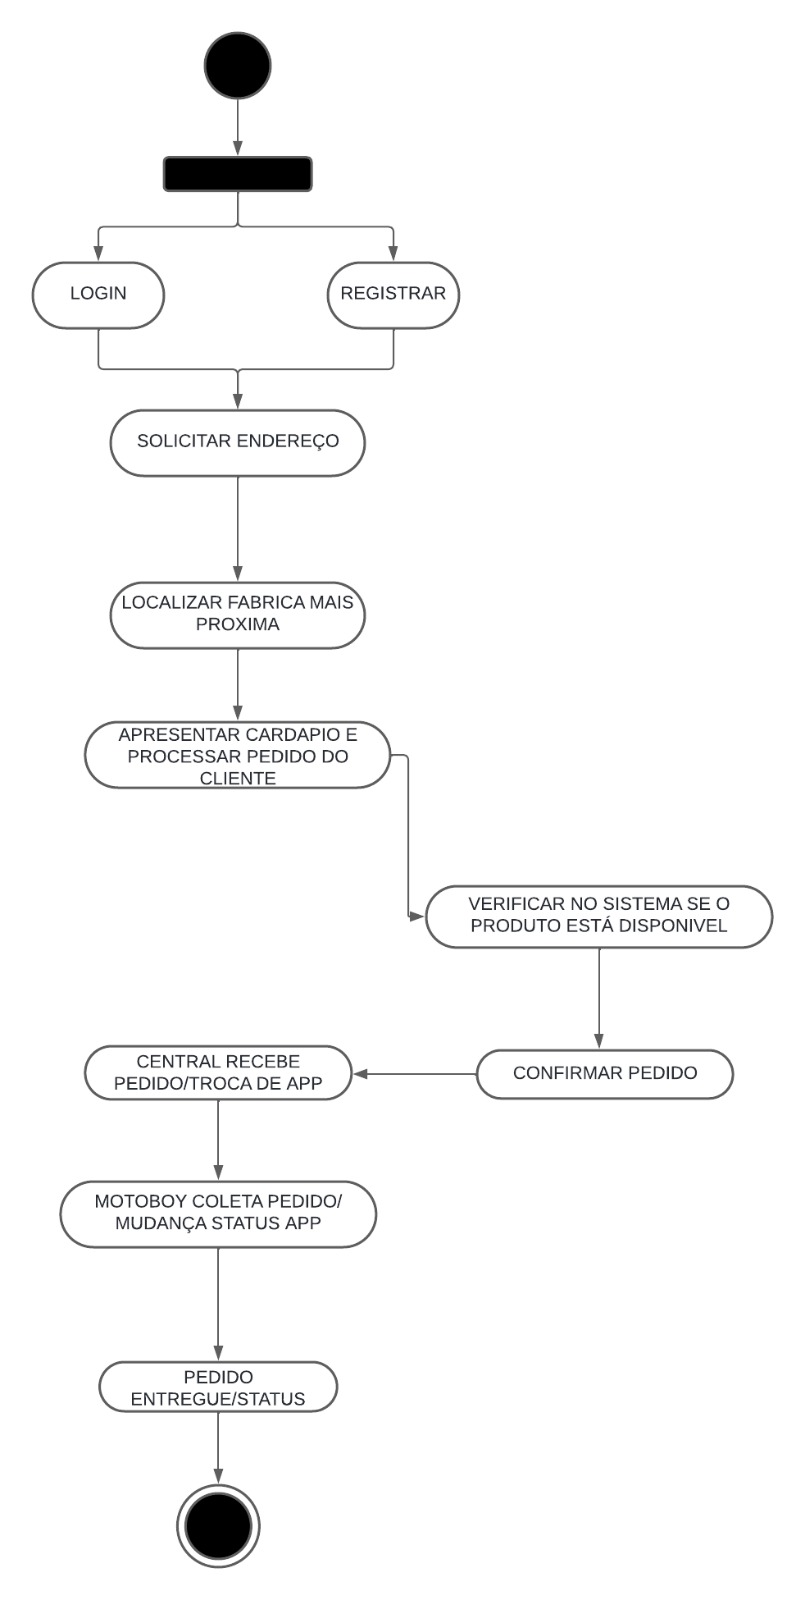 LOGIN
REGISTRAR
SOLICITAR ENDEREÇO
LOCALIZAR FABRICA MAIS
PROXIMA
APRESENTAR CARDAPIO E
PROCESSAR PEDIDO DO
CLIENTE
VERIFICAR NO SISTEMA SE O
PRODUTO ESTÁ DISPONIVEL
CONFIRMAR PEDIDO
CENTRAL RECEBE
PEDIDO/TROCA DE APP
MOTOBOY COLETA PEDIDO/
MUDANÇA STATUS APP
PEDIDO
ENTREGUE/STATUS